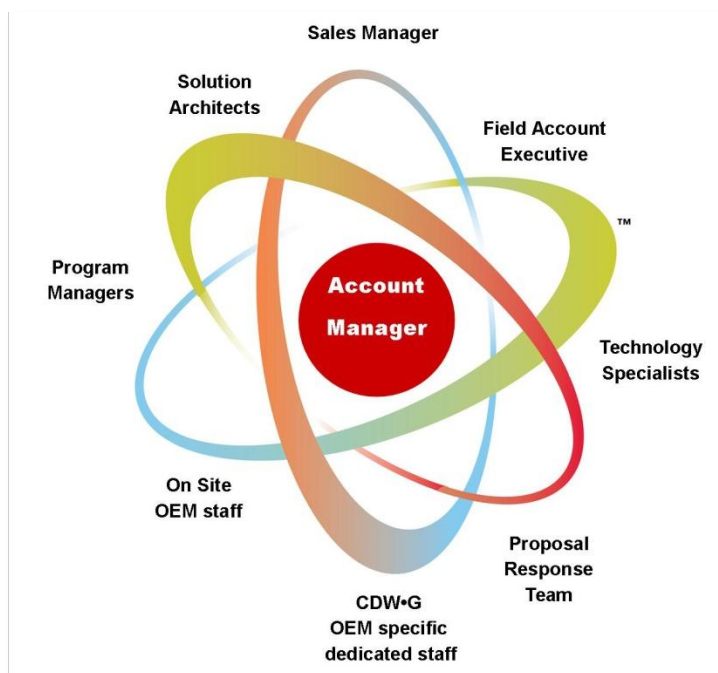 Sales Manager
Solution
Architects
Field Account
Executive
™
Program
Managers
Account
Manager
Technology
Specialists
On Site
OEM staff
Proposal
Response
Team
CDW•G
OEM specific
dedicated staff